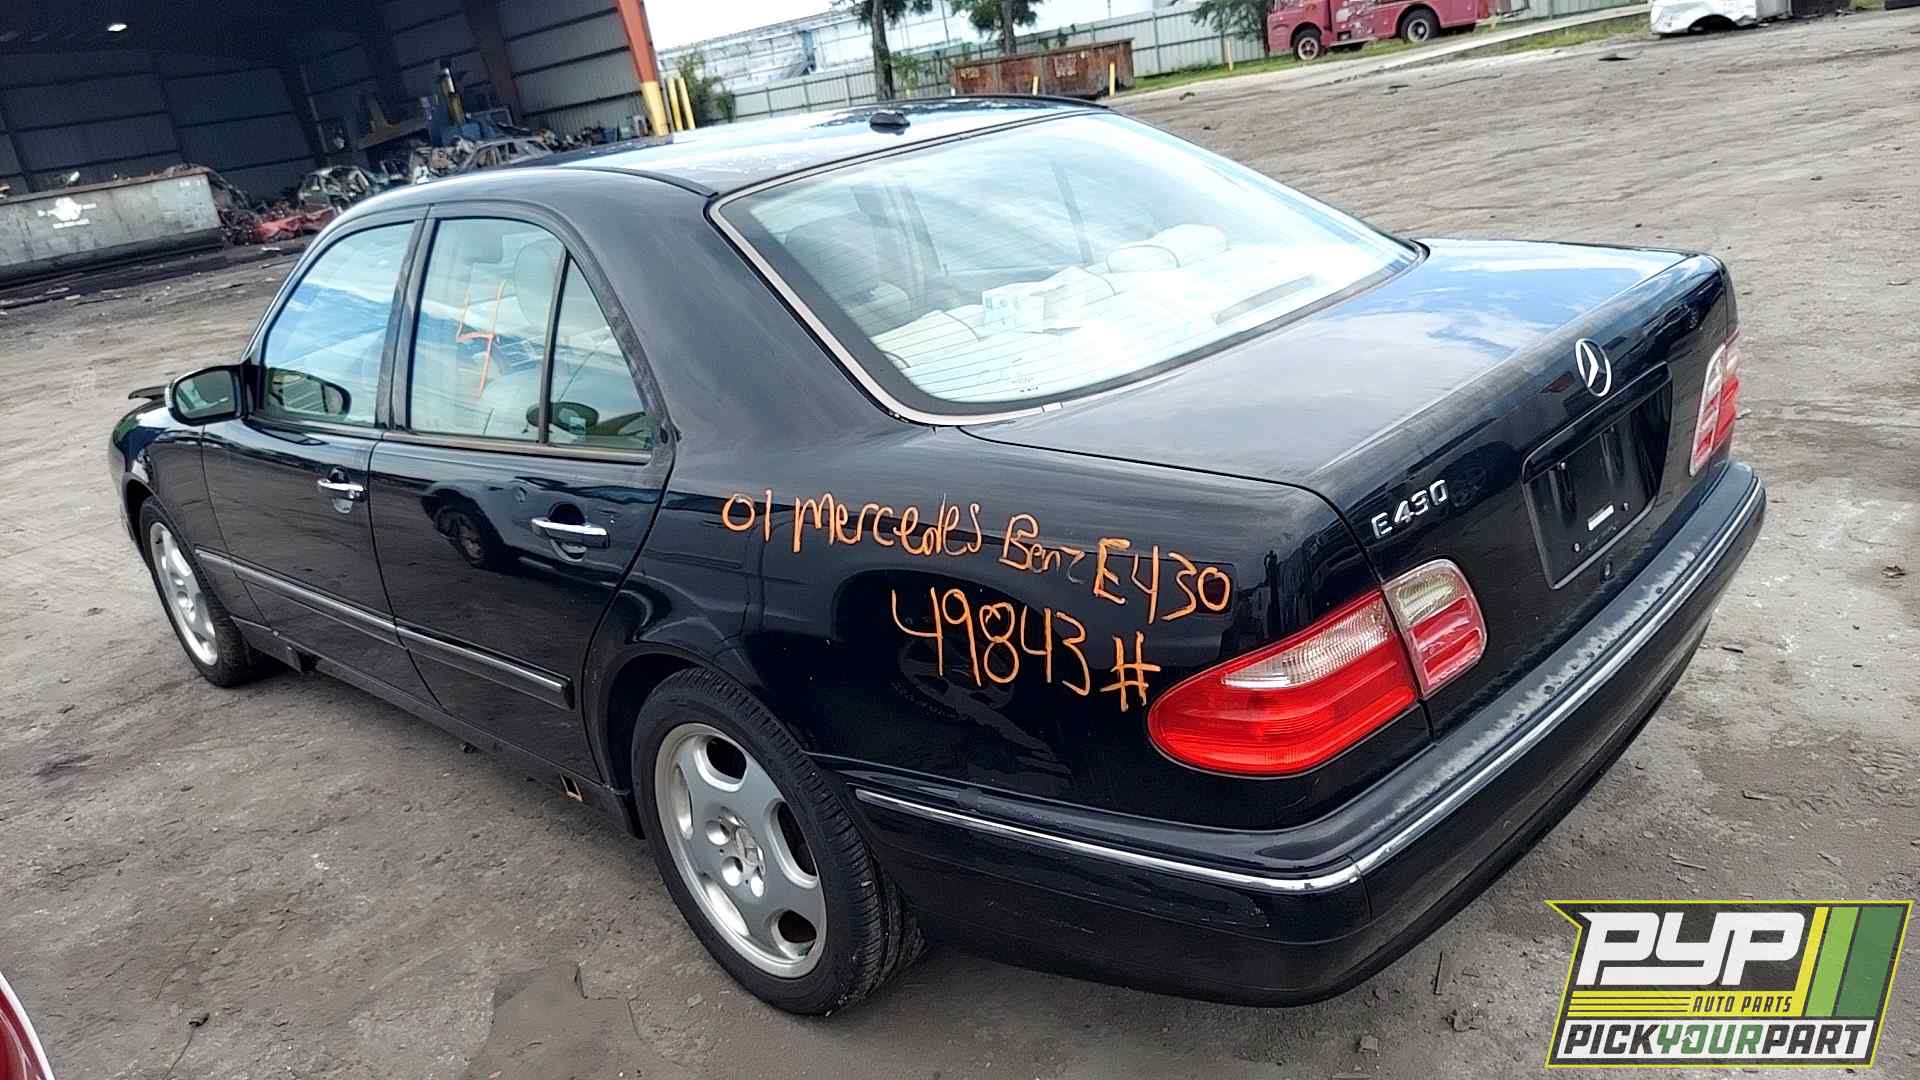 4
01 Mercedes Benz E430
49843#
E430
PYP
AUTO PARTS
PICKYOURPART